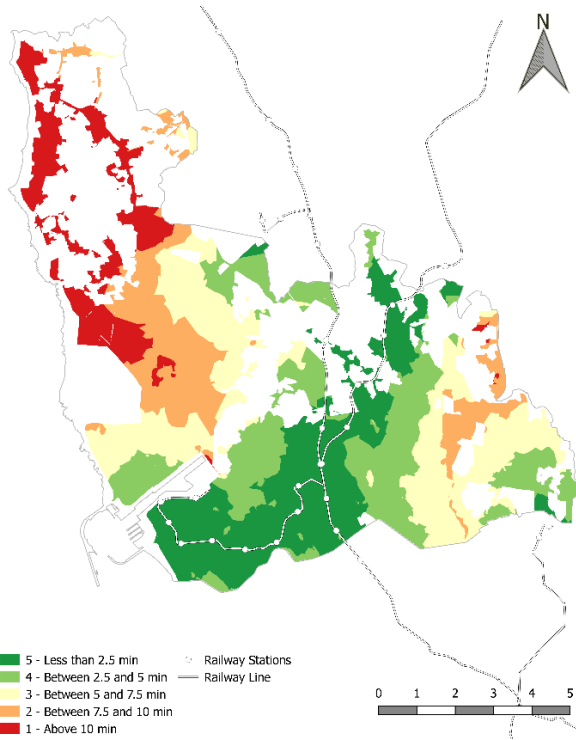 N
5 - Less than 2.5 min
4 - Between 2.5 and 5 min
3 - Between 5 and 7.5 min
2 - Between 7.5 and 10 min
1 - Above 10 min
Railway Stations
Railway Line
0 1 2 3 4 5